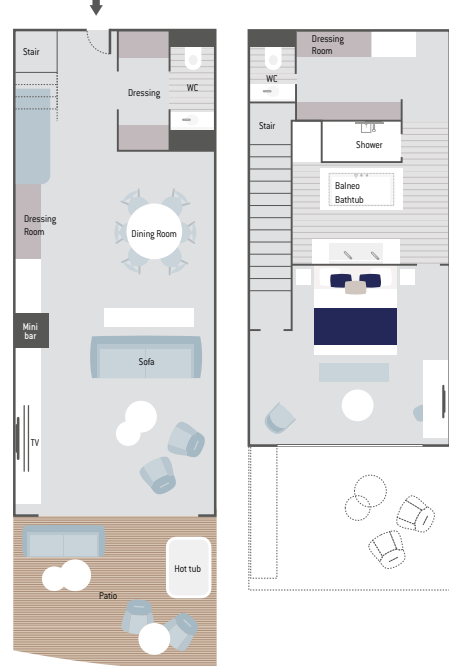 Stair
Dressing
WC
Dressing
Room
Dining Room
Mini
bar
Sofa
TV
Hot tub
Patio
Dressing
Room
WC
Stair
Shower
Balneo
Bathtub